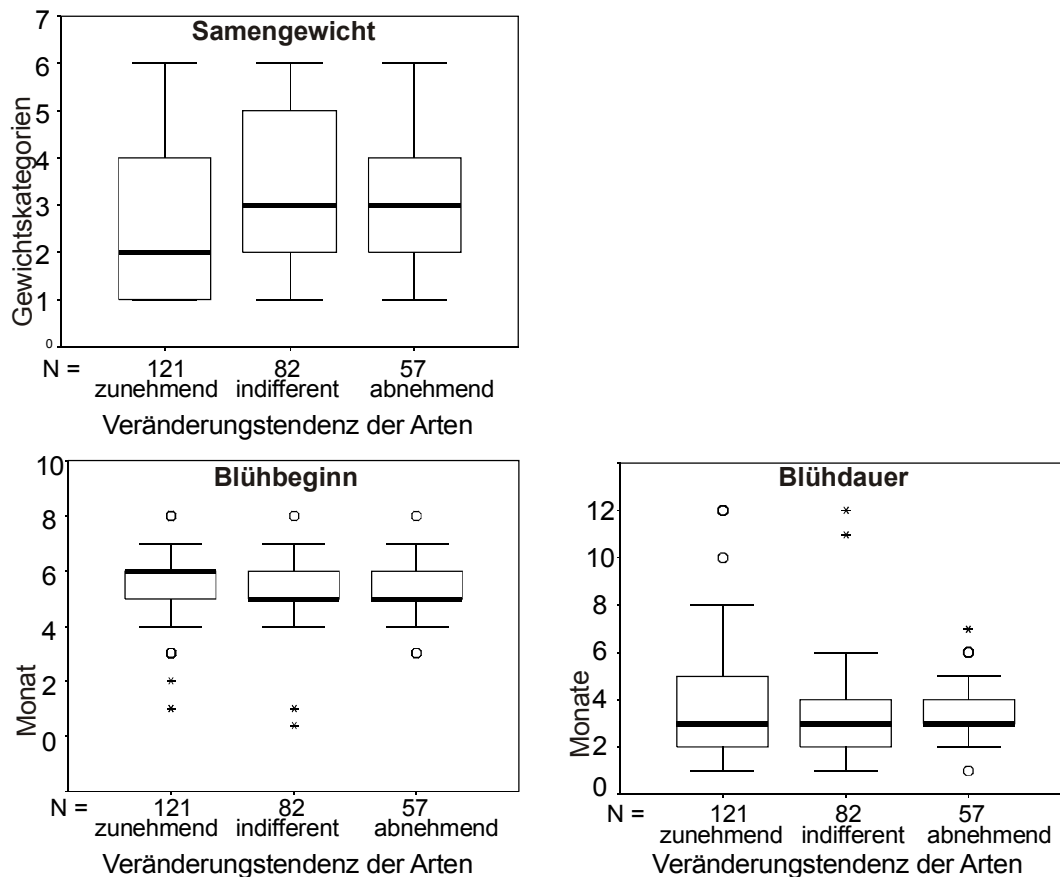 Samengewicht
Gewichtskategorien
7
6
5
4
3
2
1
0
N = 121 82 57
zunehmend indifferent abnehmend
Veränderungstendenz der Arten
Blühbeginn
Monat
10
8
6
4
2
0
N = 121 82 57
zunehmend indifferent abnehmend
Veränderungstendenz der Arten
Blühdauer
Monate
12
10
8
6
4
2
0
N = 121 82 57
zunehmend indifferent abnehmend
Veränderungstendenz der Arten